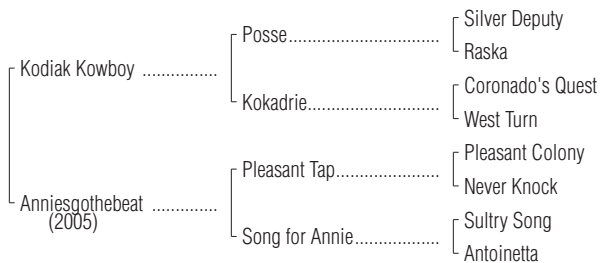 Silver Deputy
Posse
Raska
Kodiak Kowboy
Coronado's Quest
Kokadrie
West Turn
Pleasant Colony
Pleasant Tap
Never Knock
Anniesgothebeat
(2005)
Sultry Song
Song for Annie
Antoinetta